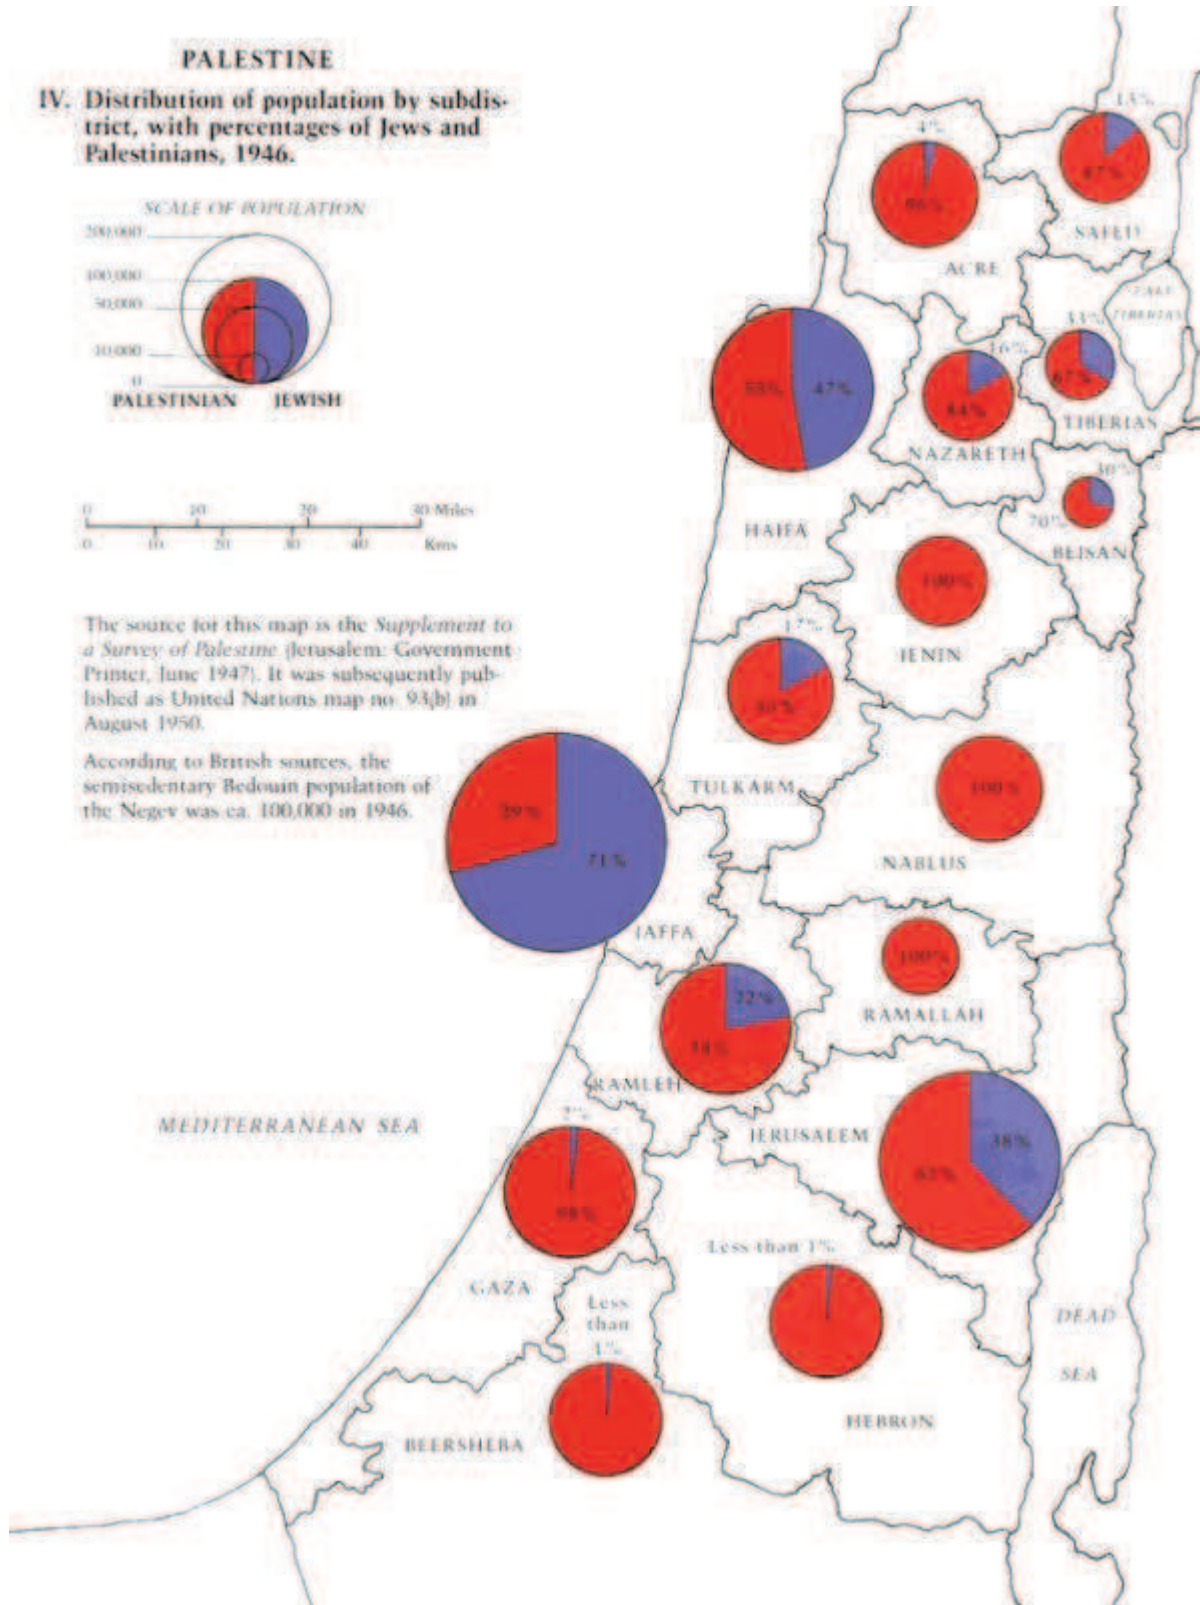 PALESTINE
IV. Distribution of population by subdis-
trict, with percentages of Jews and
Palestinians, 1946.
SCALE OF POPULATION
200,000
100,000
50,000
10,000
0
PALESTINIAN JEWISH
0 10 20 30 Miles
0 10 20 30 40 Kms
The source for this map is the Supplement to
a Survey of Palestine (Jerusalem: Government
Printer, June 1947). It was subsequently pub-
lished as United Nations map no. 93(b) in
August 1950.
According to British sources, the
semisedentary Bedouin population of
the Negev was ca. 100,000 in 1946.
13%
87%
SAFED
4%
96%
ACRE
LAKE
TIBERIAS
33%
67%
TIBERIAS
16%
84%
NAZARETH
53% 47%
HAIFA
30%
70%
BEISAN
100%
JENIN
17%
TULKARM
100%
NABLUS
29%
71%
JAFFA
100%
RAMALLAH
22%
78%
RAMLEH
JERUSALEM
38%
62%
MEDITERRANEAN SEA
2%
98%
GAZA
Less than 1%
HEBRON
Less
than
1%
BEERSHEBA
DEAD
SEA